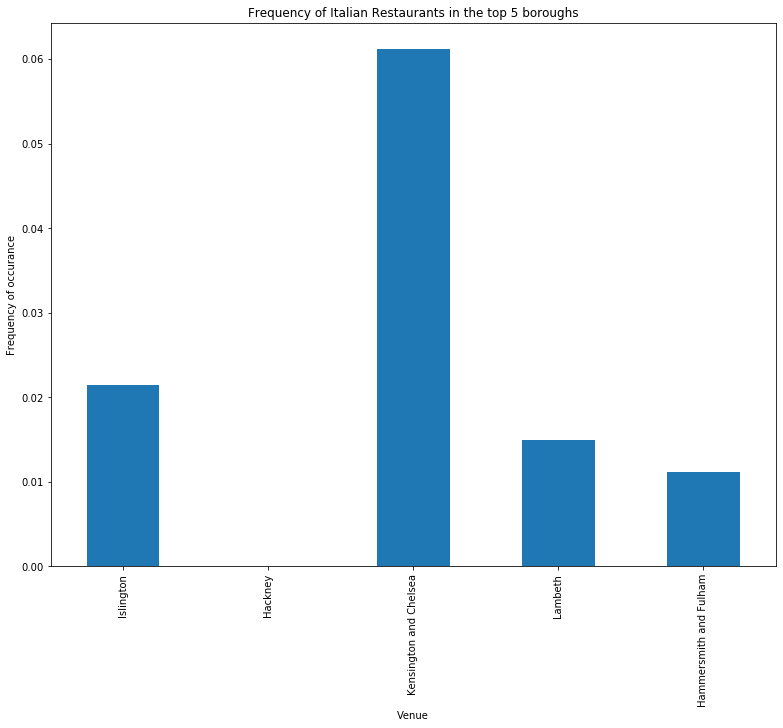 Frequency of Italian Restaurants in the top 5 boroughs
Frequency of occurance
0.06
0.05
0.04
0.03
0.02
0.01
0.00
Islington
Hackney
Kensington and Chelsea
Lambeth
Hammersmith and Fulham
Venue